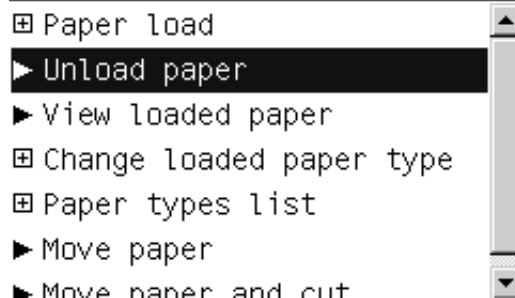 Paper load
Unload paper
View loaded paper
Change loaded paper type
Paper types list
Move paper
Move paper and cut